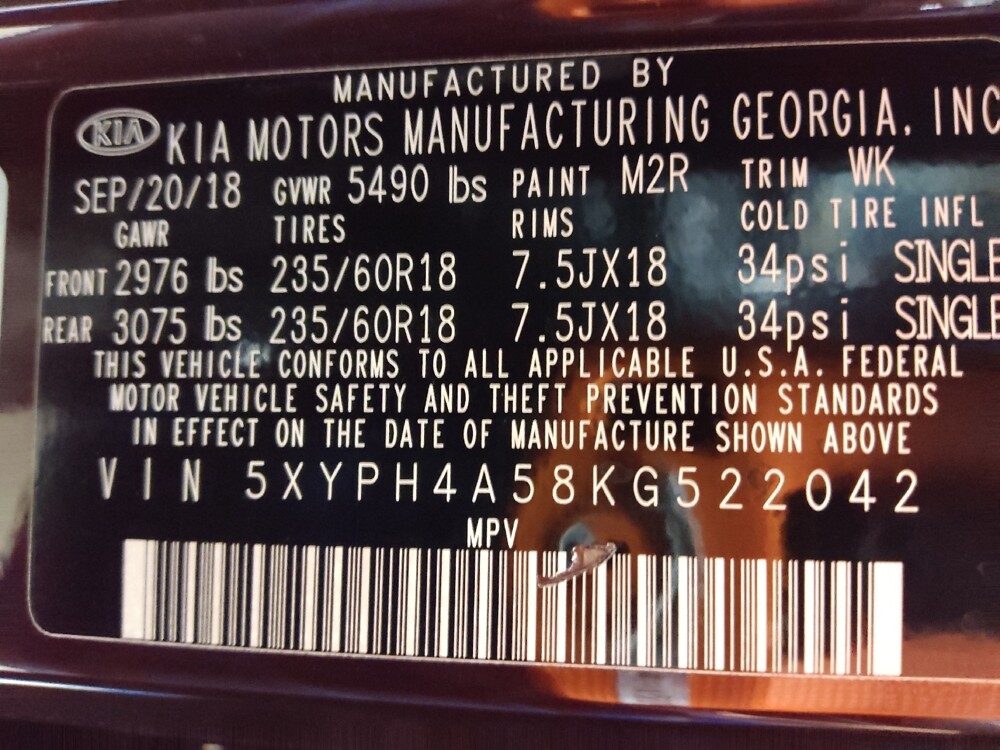 MANUFACTURED BY
KIA KIA MOTORS MANUFACTURING GEORGIA, INC
SEP/20/18 GVWR 5490 lbs PAINT M2R TRIM WK
GAWR TIRES RIMS COLD TIRE INFL
FRONT 2976 lbs 235/60R18 7.5JX18 34psi SINGLE
REAR 3075 lbs 235/60R18 7.5JX18 34psi SINGLE
THIS VEHICLE CONFORMS TO ALL APPLICABLE U.S.A. FEDERAL
MOTOR VEHICLE SAFETY AND THEFT PREVENTION STANDARDS
IN EFFECT ON THE DATE OF MANUFACTURE SHOWN ABOVE
VIN 5XYPH4A58KG522042
MPV